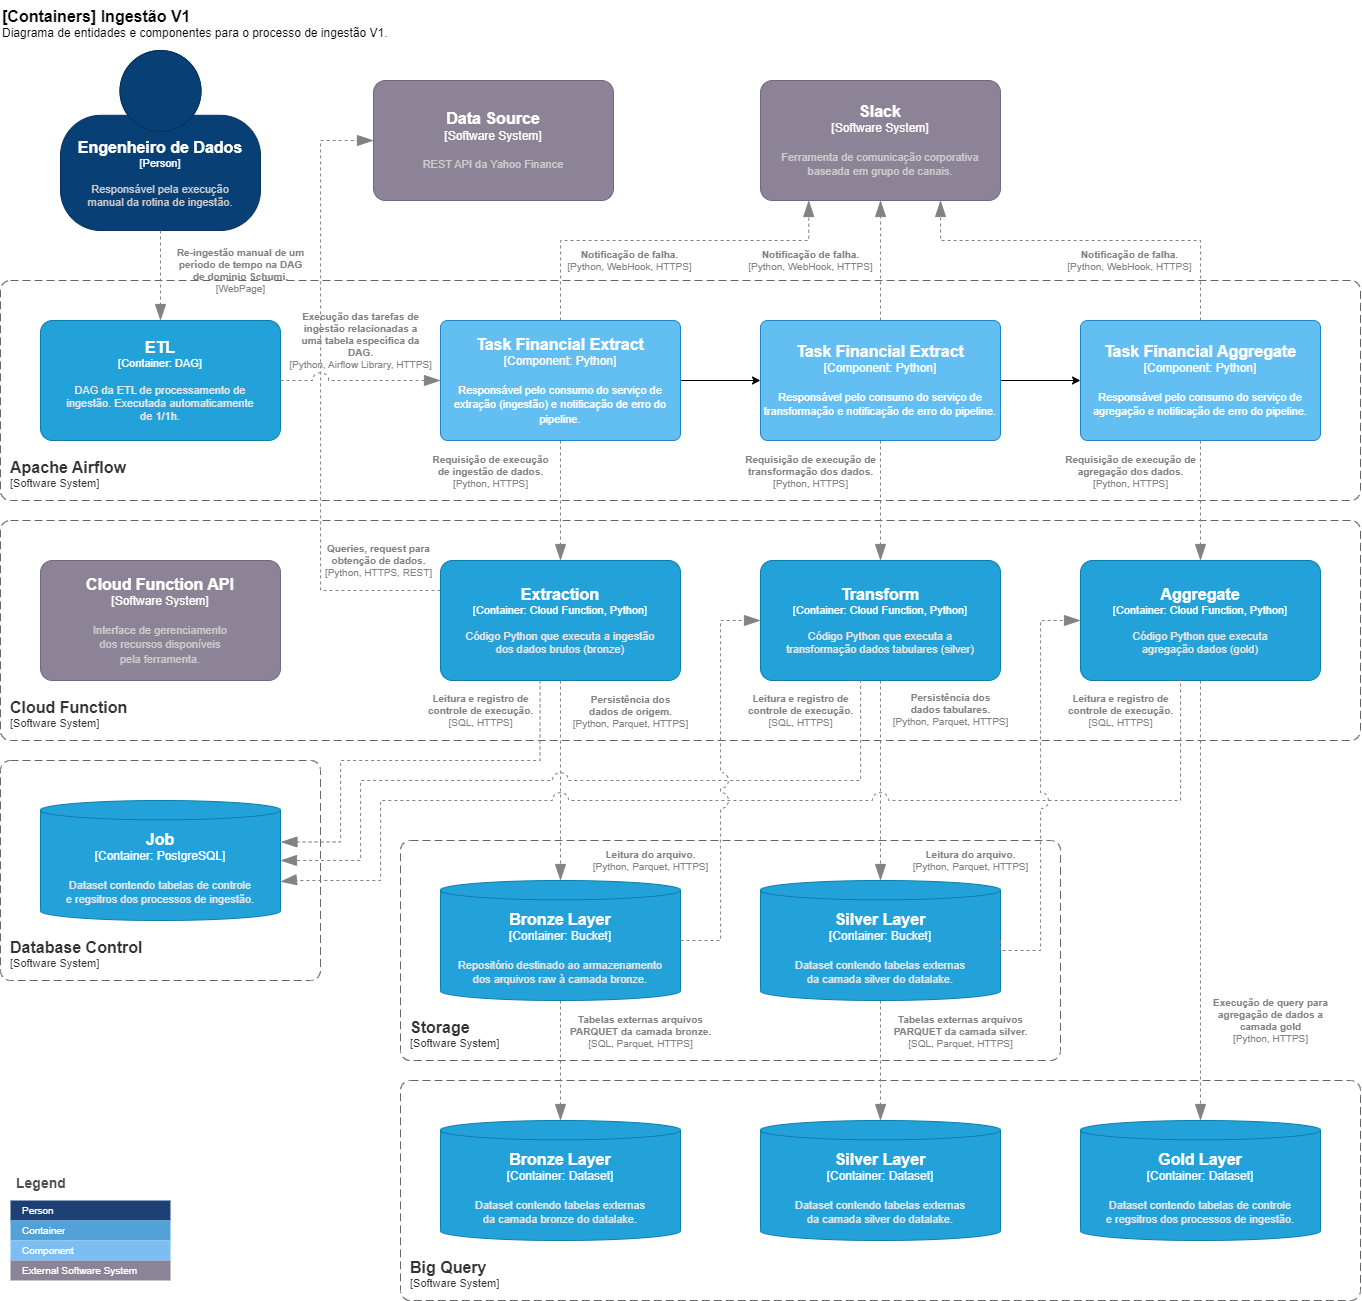 [Containers] Ingestão V1
Diagrama de entidades e componentes para o processo de ingestão V1.
Engenheiro de Dados
[Person]
Responsável pela execução
manual da rotina de ingestão.
Data Source
[Software System]
REST API da Yahoo Finance
Slack
[Software System]
Ferramenta de comunicação corporativa
baseada em grupo de canais.
Re-ingestão manual de um
período de tempo na DAG
de domínio Schumi.
[WebPage]
Notificação de falha.
[Python, WebHook, HTTPS]
Notificação de falha.
[Python, WebHook, HTTPS]
Notificação de falha.
[Python, WebHook, HTTPS]
ETL
[Container: DAG]
DAG da ETL de processamento de
ingestão. Executada automaticamente
de 1/1h.
Execução das tarefas de
ingestão relacionadas a
uma tabela específica da
DAG.
[Python, Airflow Library, HTTPS]
Task Financial Extract
[Component: Python]
Responsável pelo consumo do serviço de
extração (ingestão) e notificação de erro do
pipeline.
Task Financial Extract
[Component: Python]
Responsável pelo consumo do serviço de
transformação e notificação de erro do pipeline.
Task Financial Aggregate
[Component: Python]
Responsável pelo consumo do serviço de
agregação e notificação de erro do pipeline.
Apache Airflow
[Software System]
Requisição de execução
de ingestão de dados.
[Python, HTTPS]
Requisição de execução de
transformação dos dados.
[Python, HTTPS]
Requisição de execução de
agregação dos dados.
[Python, HTTPS]
Queries, request para
obtenção de dados.
[Python, HTTPS, REST]
Cloud Function API
[Software System]
Interface de gerenciamento
dos recursos disponíveis
pela ferramenta.
Extraction
[Container: Cloud Function, Python]
Código Python que executa a ingestão
dos dados brutos (bronze)
Transform
[Container: Cloud Function, Python]
Código Python que executa a
transformação dados tabulares (silver)
Aggregate
[Container: Cloud Function, Python]
Código Python que executa
agregação dados (gold)
Cloud Function
[Software System]
Leitura e registro de
controle de execução.
[SQL, HTTPS]
Persistência dos
dados de origem.
[Python, Parquet, HTTPS]
Leitura e registro de
controle de execução.
[SQL, HTTPS]
Persistência dos
dados tabulares.
[Python, Parquet, HTTPS]
Leitura e registro de
controle de execução.
[SQL, HTTPS]
Job
[Container: PostgreSQL]
Dataset contendo tabelas de controle
e regsitros dos processos de ingestão.
Database Control
[Software System]
Leitura do arquivo.
[Python, Parquet, HTTPS]
Leitura do arquivo.
[Python, Parquet, HTTPS]
Bronze Layer
[Container: Bucket]
Repositório destinado ao armazenamento
dos arquivos raw à camada bronze.
Silver Layer
[Container: Bucket]
Dataset contendo tabelas externas
da camada silver do datalake.
Storage
[Software System]
Tabelas externas arquivos
PARQUET da camada bronze.
[SQL, Parquet, HTTPS]
Tabelas externas arquivos
PARQUET da camada silver.
[SQL, Parquet, HTTPS]
Execução de query para
agregação de dados a
camada gold
[Python, HTTPS]
Bronze Layer
[Container: Dataset]
Dataset contendo tabelas externas
da camada bronze do datalake.
Silver Layer
[Container: Dataset]
Dataset contendo tabelas externas
da camada silver do datalake.
Gold Layer
[Container: Dataset]
Dataset contendo tabelas de controle
e regsitros dos processos de ingestão.
Big Query
[Software System]
Legend
Person
Container
Component
External Software System